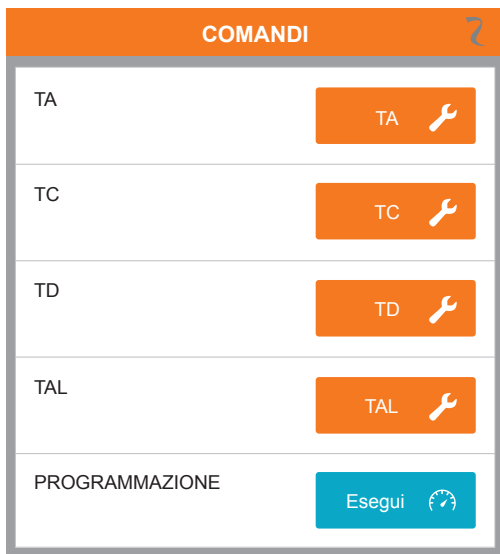 COMANDI
TA
TA
TC
TC
TD
TD
TAL
TAL
PROGRAMMAZIONE
Esegui